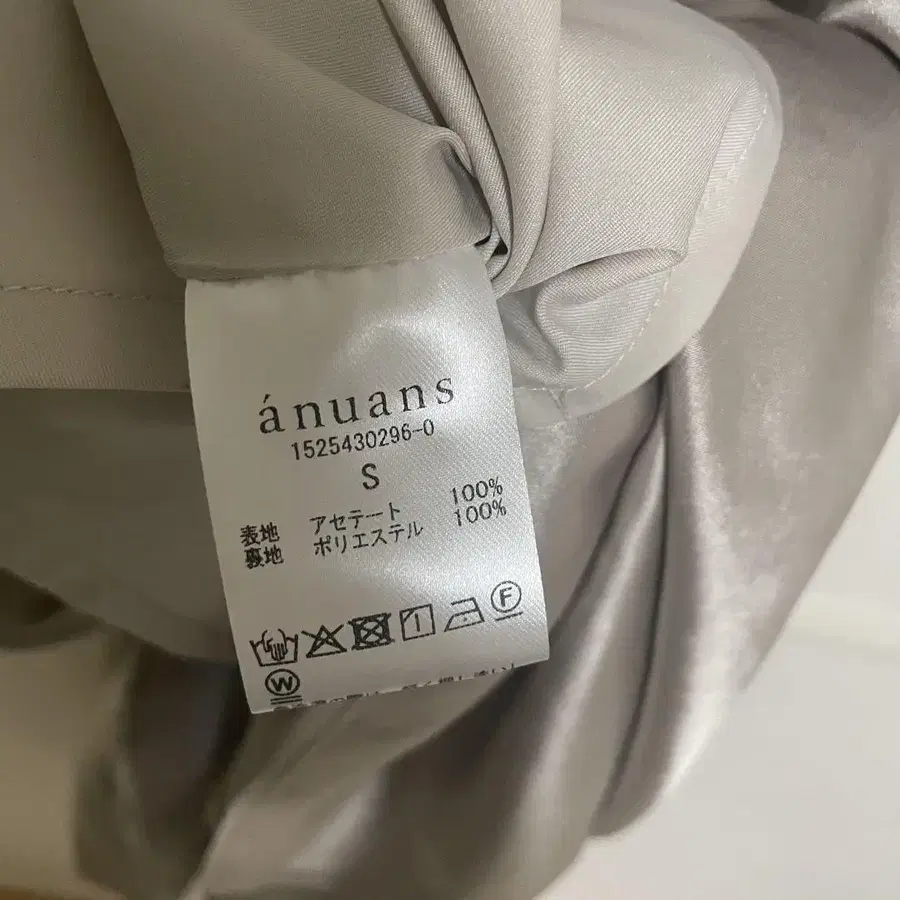 ánuans
1525430296-0
S
表地 アセテート 100%
裏地 ポリエステル 100%
F
W